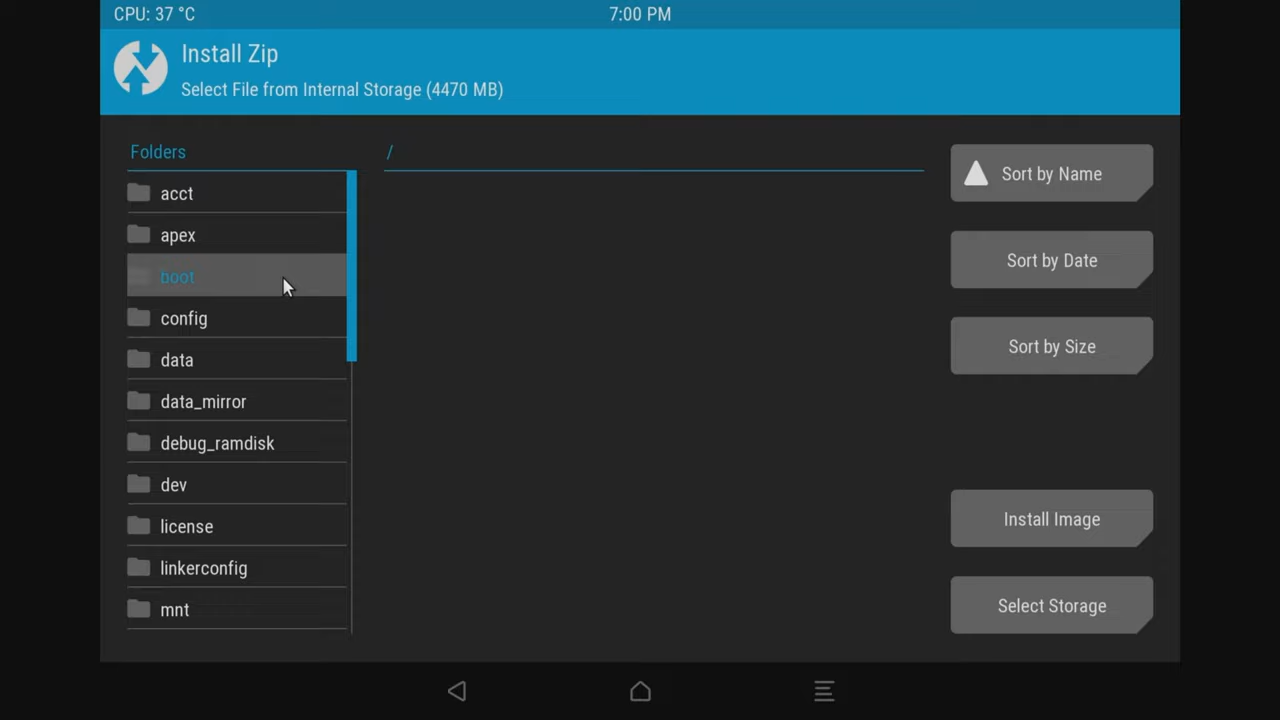 CPU: 37 °C
7:00 PM
Install Zip
Select File from Internal Storage (4470 MB)
Folders
/
acct
apex
boot
config
data
data_mirror
debug_ramdisk
dev
license
linkerconfig
mnt
Sort by Name
Sort by Date
Sort by Size
Install Image
Select Storage